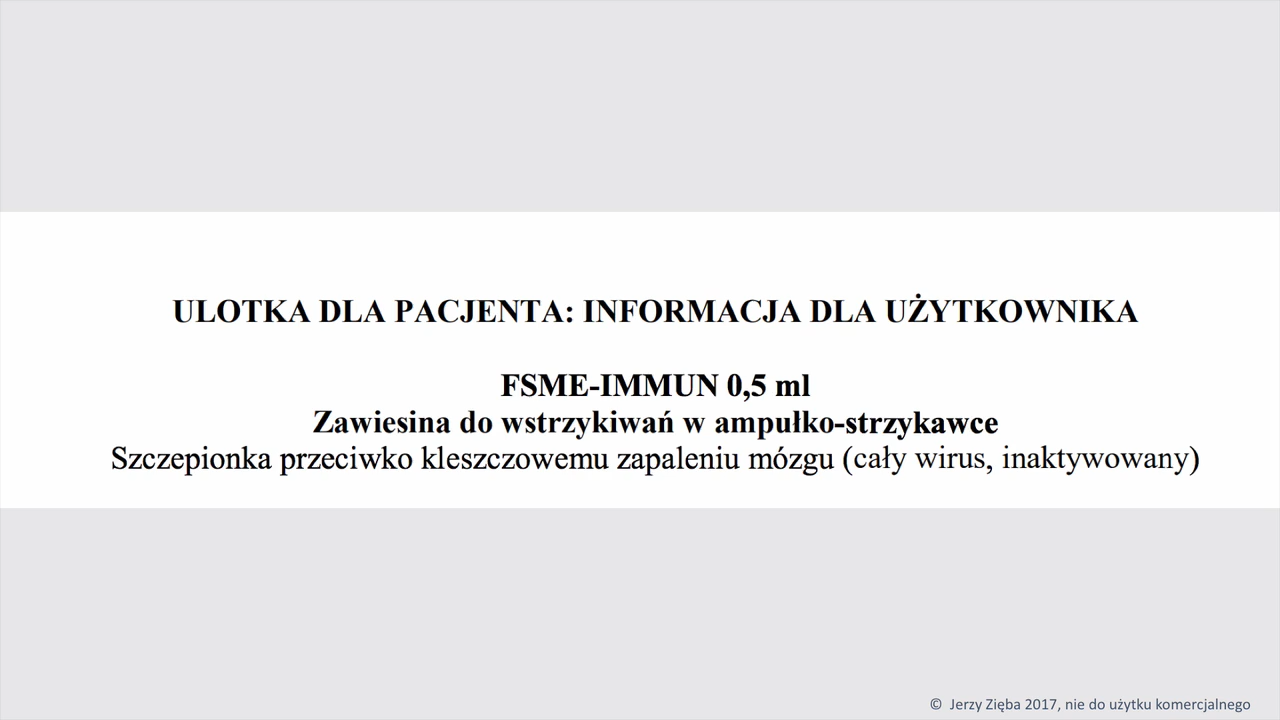 ULOTKA DLA PACJENTA: INFORMACJA DLA UŻYTKOWNIKA
FSME-IMMUN 0,5 ml
Zawiesina do wstrzykiwań w ampułko-strzykawce
Szczepionka przeciwko kleszczowemu zapaleniu mózgu (cały wirus, inaktywowany)
© Jerzy Zięba 2017, nie do użytku komercjalnego